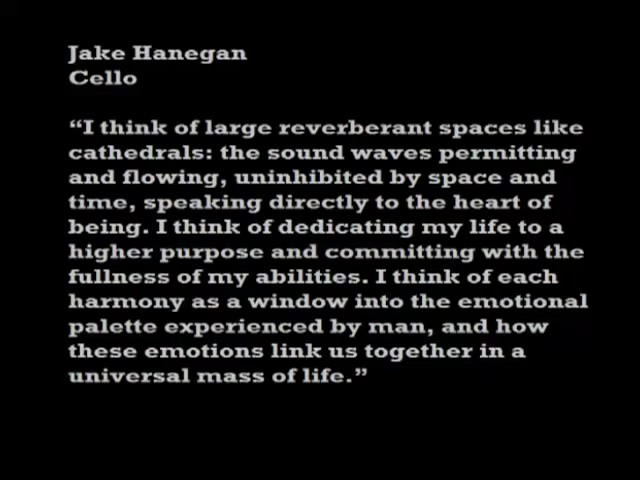 Jake Hanegan
Cello
“I think of large reverberant spaces like
cathedrals: the sound waves permitting
and flowing, uninhibited by space and
time, speaking directly to the heart of
being. I think of dedicating my life to a
higher purpose and committing with the
fullness of my abilities. I think of each
harmony as a window into the emotional
palette experienced by man, and how
these emotions link us together in a
universal mass of life.”